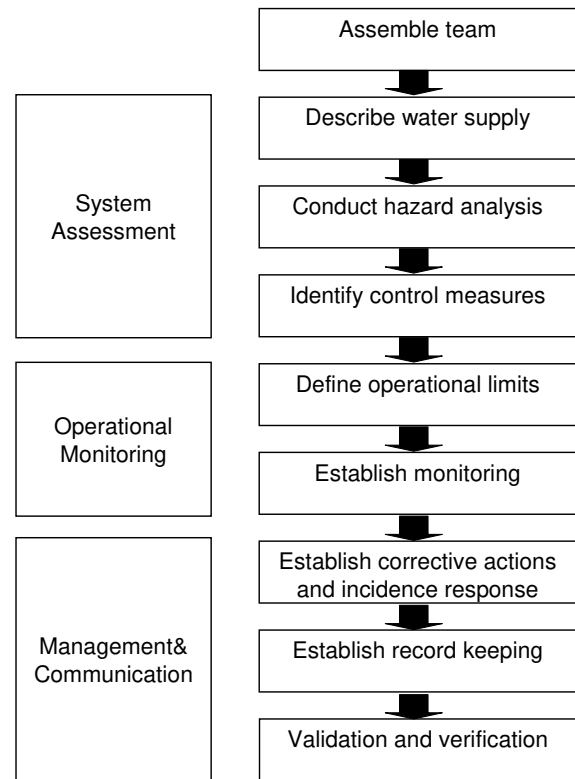 Assemble team
Describe water supply
System
Assessment
Conduct hazard analysis
Identify control measures
Define operational limits
Operational
Monitoring
Establish monitoring
Establish corrective actions
and incidence response
Management&
Communication
Establish record keeping
Validation and verification